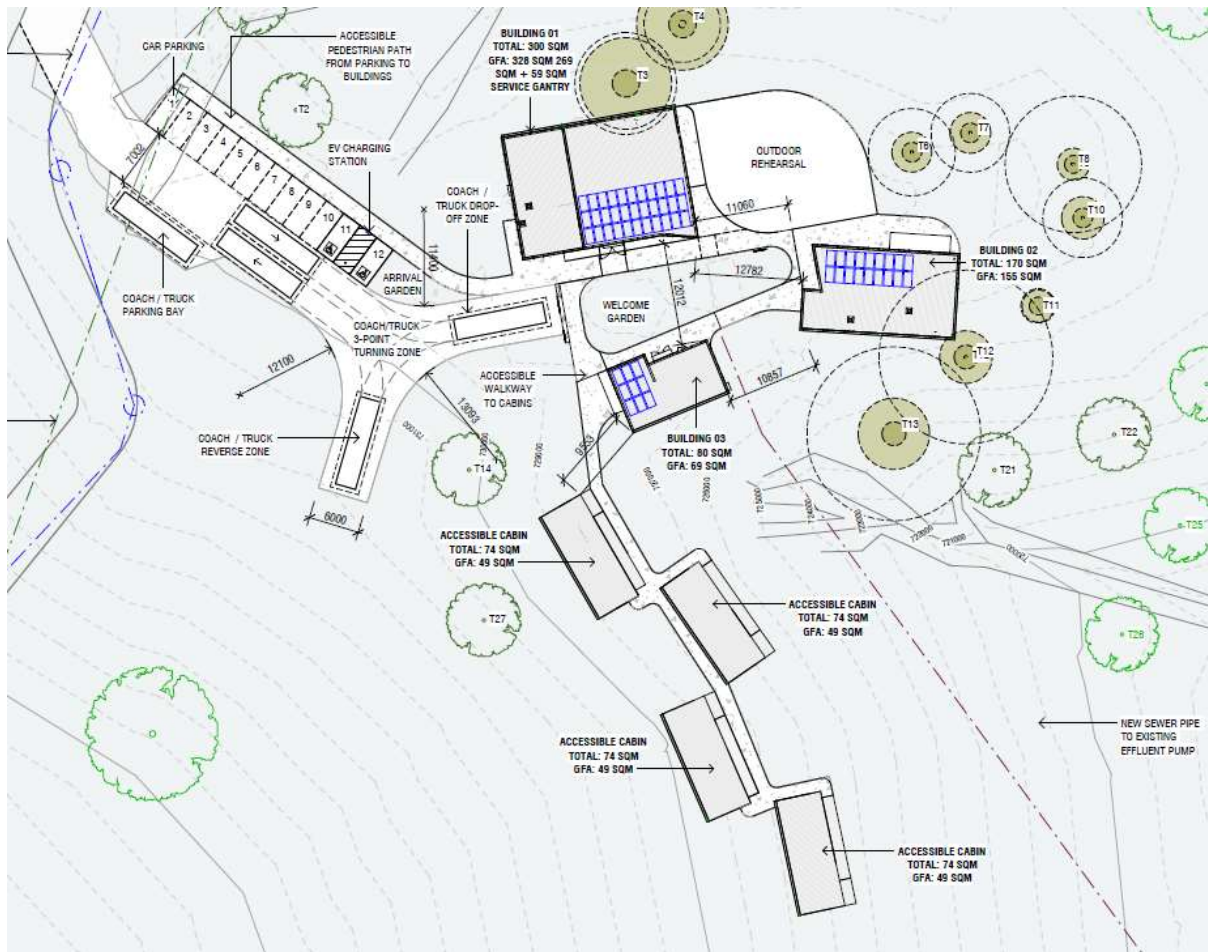 CAR PARKING
ACCESSIBLE
PEDESTRIAN PATH
FROM PARKING TO
BUILDINGS
BUILDING 01
TOTAL: 300 SQM
GFA: 328 SQM 269
SQM + 59 SQM
SERVICE GANTRY
T4
T3
T2
1
2
3
4
5
6
7
8
9
10
11
12
7002
EV CHARGING
STATION
COACH /
TRUCK DROP-
OFF ZONE
OUTDOOR
REHEARSAL
T6
T7
T8
T10
11060
12782
12012
BUILDING 02
TOTAL: 170 SQM
GFA: 155 SQM
ARRIVAL
GARDEN
WELCOME
GARDEN
T11
T12
T13
COACH / TRUCK
PARKING BAY
COACH/TRUCK
3-POINT
TURNING ZONE
12100
13093
ACCESSIBLE
WALKWAY
TO CABINS
10857
BUILDING 03
TOTAL: 80 SQM
GFA: 69 SQM
COACH / TRUCK
REVERSE ZONE
731000
729000
728000
T14
T21
T22
T25
T26
6000
724000
720000
721000
ACCESSIBLE CABIN
TOTAL: 74 SQM
GFA: 49 SQM
T27
ACCESSIBLE CABIN
TOTAL: 74 SQM
GFA: 49 SQM
NEW SEWER PIPE
TO EXISTING
EFFLUENT PUMP
ACCESSIBLE CABIN
TOTAL: 74 SQM
GFA: 49 SQM
ACCESSIBLE CABIN
TOTAL: 74 SQM
GFA: 49 SQM